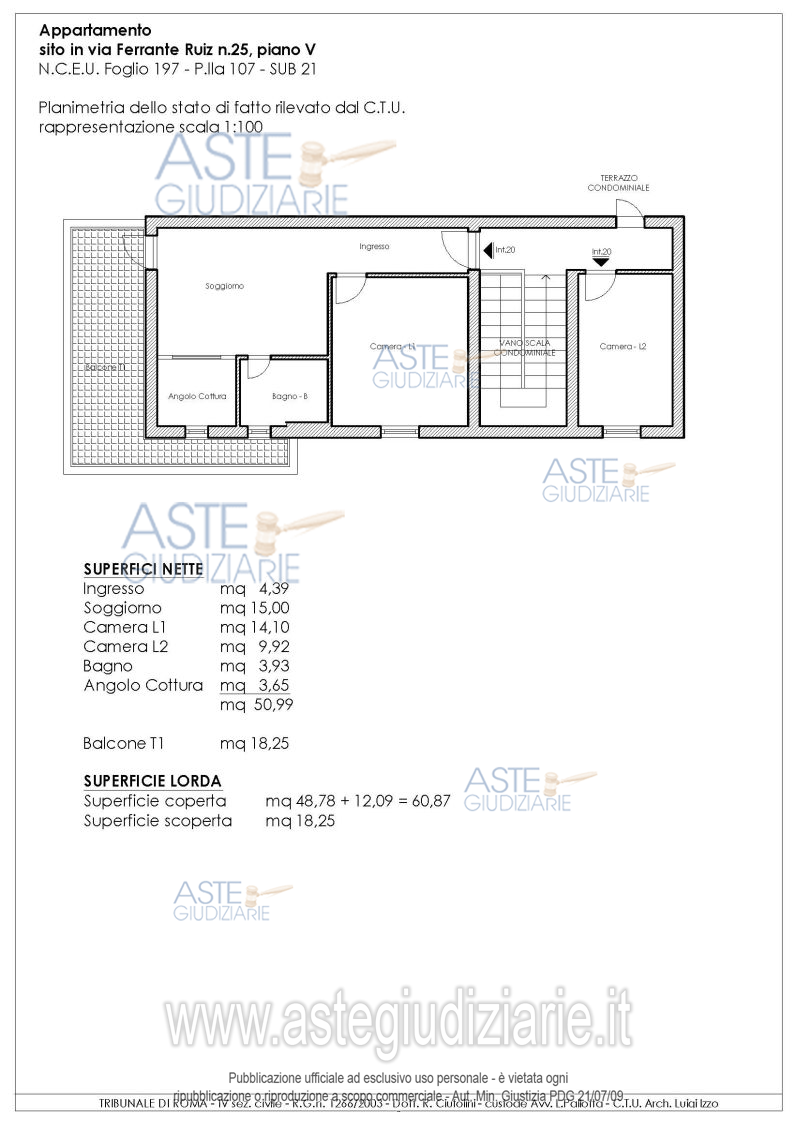 Appartamento
sito in via Ferrante Ruiz n.25, piano V
N.C.E.U. Foglio 197 - P.lla 107 - SUB 21
Planimetria dello stato di fatto rilevato dal C.T.U.
rappresentazione scala 1:100
ASTE
GIUDIZIARIE
TERRAZZO
CONDOMINIALE
Ingresso
Int.20
Int.20
Soggiorno
Camera - L1
VANO SCALA
CONDOMINIALE
Camera - L2
Balcone T1
ASTE
GIUDIZIARIE
Angolo Cottura
Bagno - B
ASTE
GIUDIZIARIE
ASTE
GIUDIZIARIE
SUPERFICI NETTE
Ingresso mq 4,39
Soggiorno mq 15,00
Camera L1 mq 14,10
Camera L2 mq 9,92
Bagno mq 3,93
Angolo Cottura mq 3,65
mq 50,99
Balcone T1 mq 18,25
SUPERFICIE LORDA
Superficie coperta mq 48,78 + 12,09 = 60,87
Superficie scoperta mq 18,25
ASTE
GIUDIZIARIE
ASTE
GIUDIZIARIE
www.astegiudiziarie.it
Pubblicazione ufficiale ad esclusivo uso personale - è vietata ogni
ripubblicazione o riproduzione a scopo commerciale - Aut. Min. Giustizia PDG 21/07/09
TRIBUNALE DI ROMA - IV sez. civile - R.G.n. 1266/2003 - Dott. R. Ciufolini - custode Avv. L.Pallotta - C.T.U. Arch. Luigi Izzo